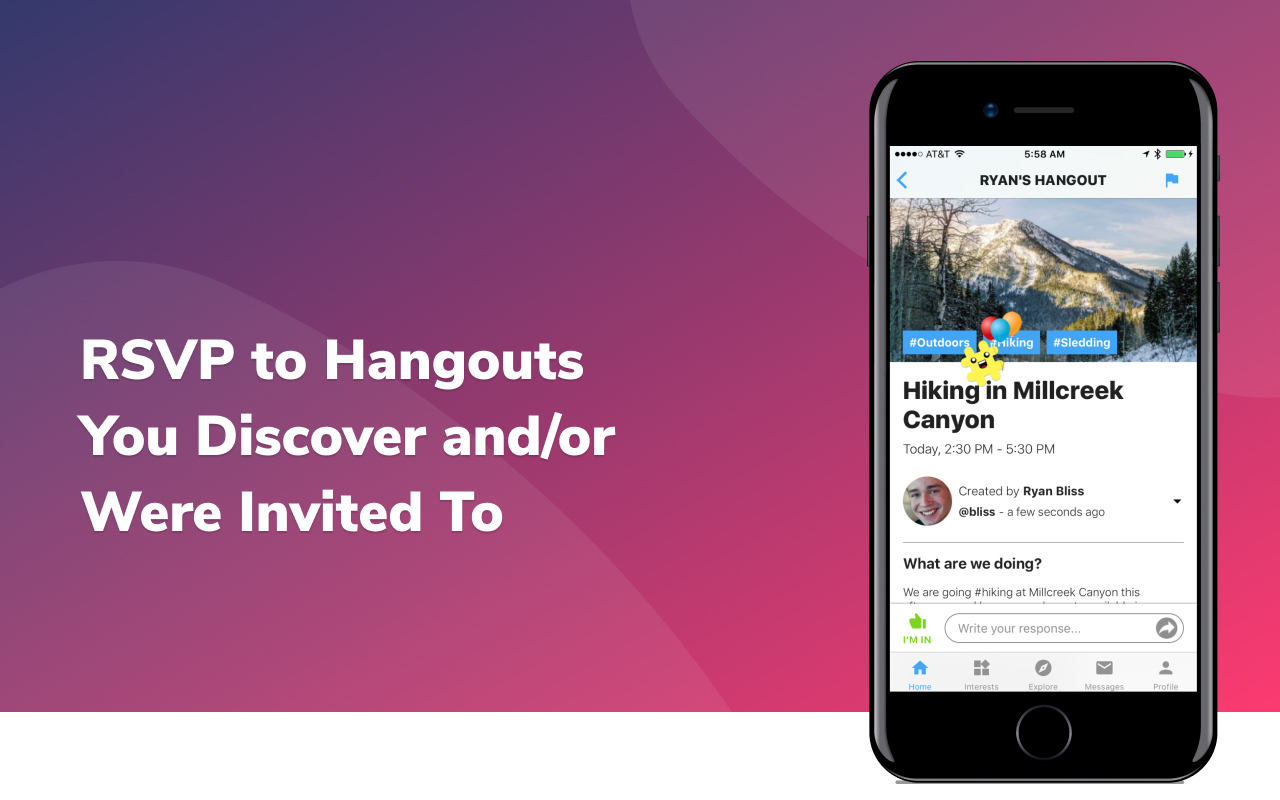 RSVP to Hangouts
You Discover and/or
Were Invited To
AT&T
5:58 AM
RYAN'S HANGOUT
#Outdoors #Hiking #Sledding
Hiking in Millcreek
Canyon
Today, 2:30 PM - 5:30 PM
Created by Ryan Bliss
@bliss - a few seconds ago
What are we doing?
We are going #hiking at Millcreek Canyon this
I'M IN
Write your response...
Home Interests Explore Messages Profile